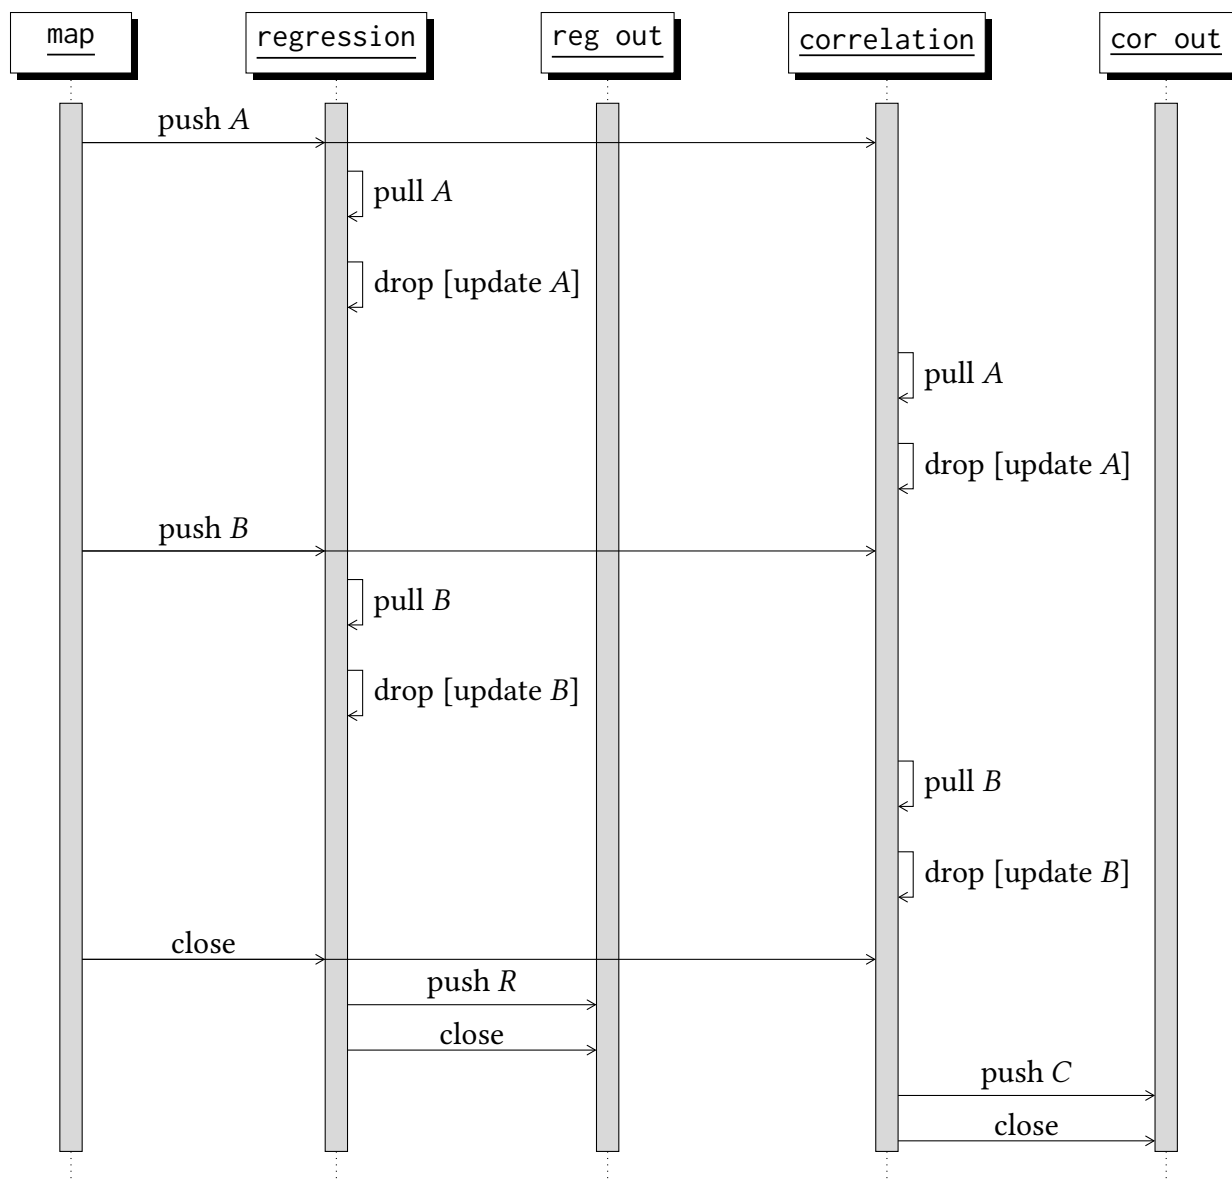 map
regression
reg out
correlation
cor out
push A
pull A
drop [update A]
pull A
drop [update A]
push B
pull B
drop [update B]
pull B
drop [update B]
close
push R
close
push C
close